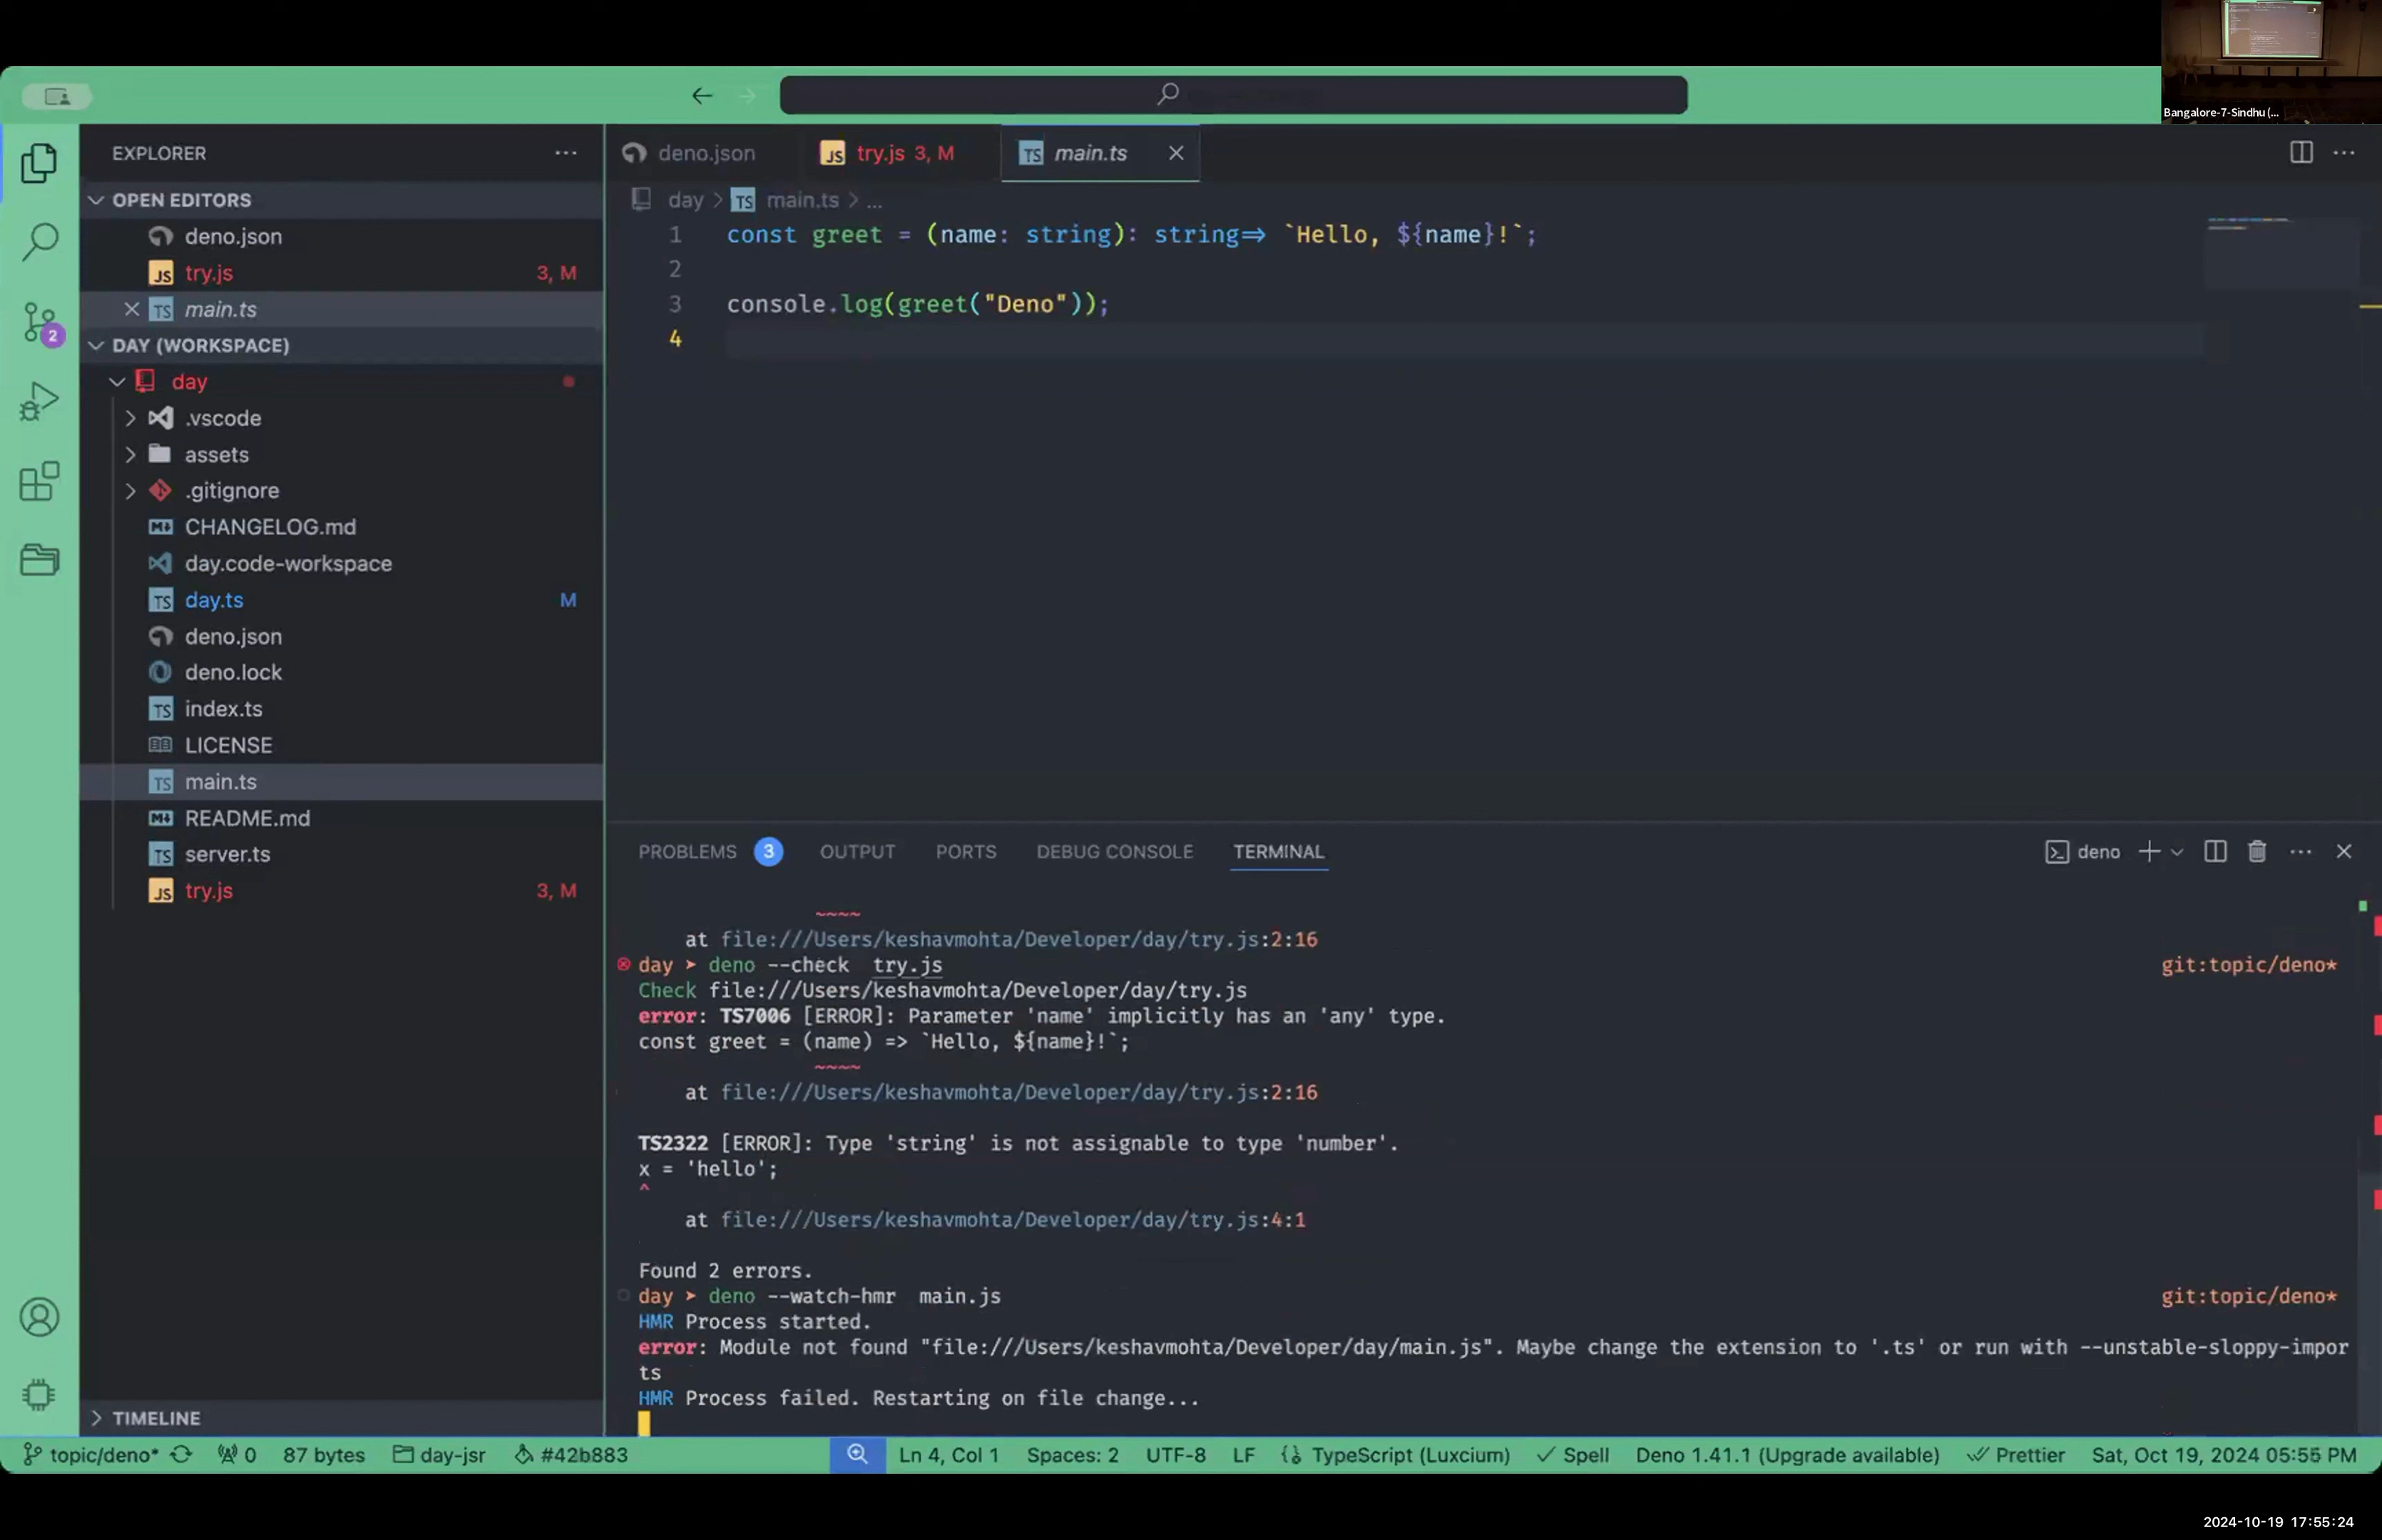 Bangalore-7-Sindhu (...
EXPLORER
OPEN EDITORS
deno.json
try.js 3, M
main.ts
DAY (WORKSPACE)
day
.vscode
assets
.gitignore
CHANGELOG.md
day.code-workspace
day.ts M
deno.json
deno.lock
index.ts
LICENSE
main.ts
README.md
server.ts
try.js 3, M
TIMELINE
2
deno.json try.js 3, M main.ts
day > main.ts > ...
1 const greet = (name: string): string=> `Hello, ${name}!`;
2
3 console.log(greet("Deno"));
4
PROBLEMS 3 OUTPUT PORTS DEBUG CONSOLE TERMINAL deno
~~~~
at file:///Users/keshavmohta/Developer/day/try.js:2:16
day ➤ deno --check try.js git:topic/deno*
Check file:///Users/keshavmohta/Developer/day/try.js
error: TS7006 [ERROR]: Parameter 'name' implicitly has an 'any' type.
const greet = (name) => `Hello, ${name}!`;
~~~~
at file:///Users/keshavmohta/Developer/day/try.js:2:16
TS2322 [ERROR]: Type 'string' is not assignable to type 'number'.
x = 'hello';
^
at file:///Users/keshavmohta/Developer/day/try.js:4:1
Found 2 errors.
day ➤ deno --watch-hmr main.js git:topic/deno*
HMR Process started.
error: Module not found "file:///Users/keshavmohta/Developer/day/main.js". Maybe change the extension to '.ts' or run with --unstable-sloppy-impor
ts
HMR Process failed. Restarting on file change...
topic/deno* 0 87 bytes day-jsr #42b883 Ln 4, Col 1 Spaces: 2 UTF-8 LF TypeScript (Luxcium) Spell Deno 1.41.1 (Upgrade available) Prettier Sat, Oct 19, 2024 05:55 PM
2024-10-19 17:55:24